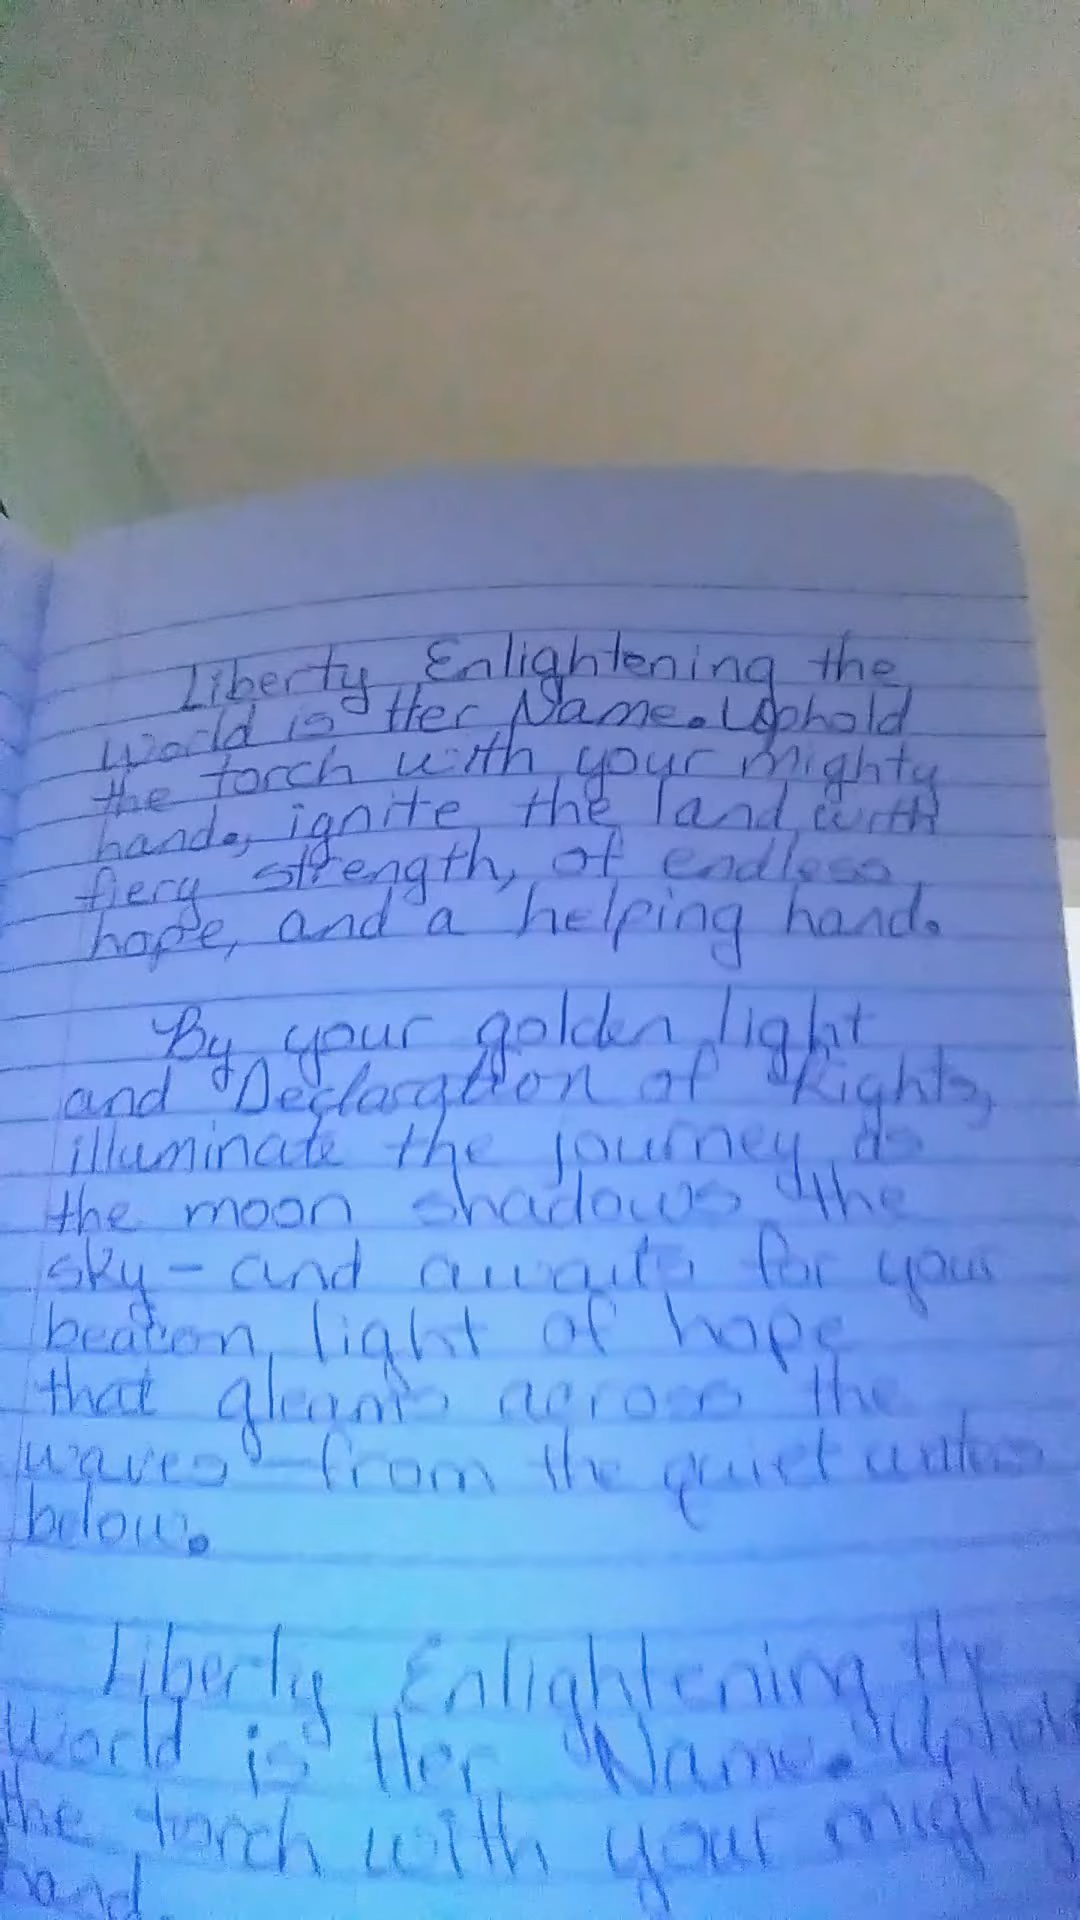 Liberty Enlightening the
World is Her Name. Uphold
the torch with your mighty
hand, ignite the land with
fiery strength, of endless
hope, and a helping hand.
By your golden light
and Declaration of Rights,
illuminate the journey as
the moon shadows the
sky - and awaits for your
beacon light of hope
that gleams across the
waves - from the quiet waters
below.
Liberty Enlightening the
World is Her Name. Uphold
the torch with your mighty
hand